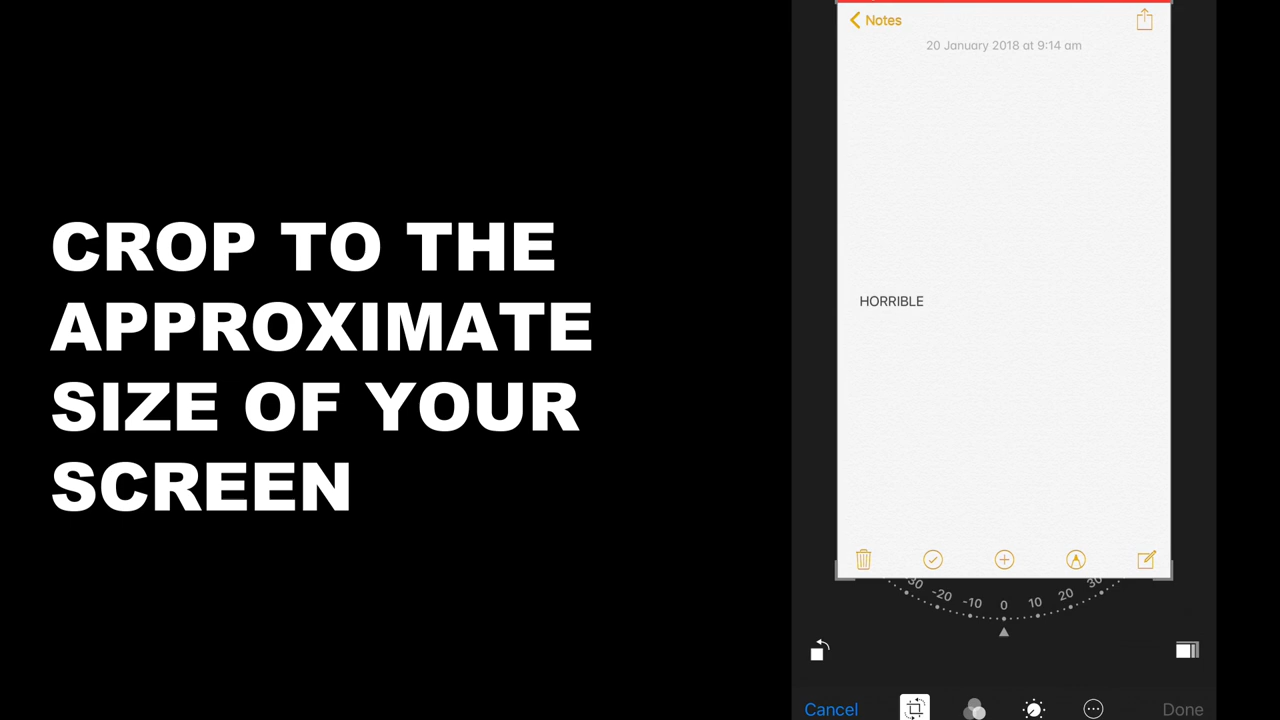 CROP TO THE
APPROXIMATE
SIZE OF YOUR
SCREEN
Notes
20 January 2018 at 9:14 am
HORRIBLE
-30 -20 -10 0 10 20 30
Cancel
Done